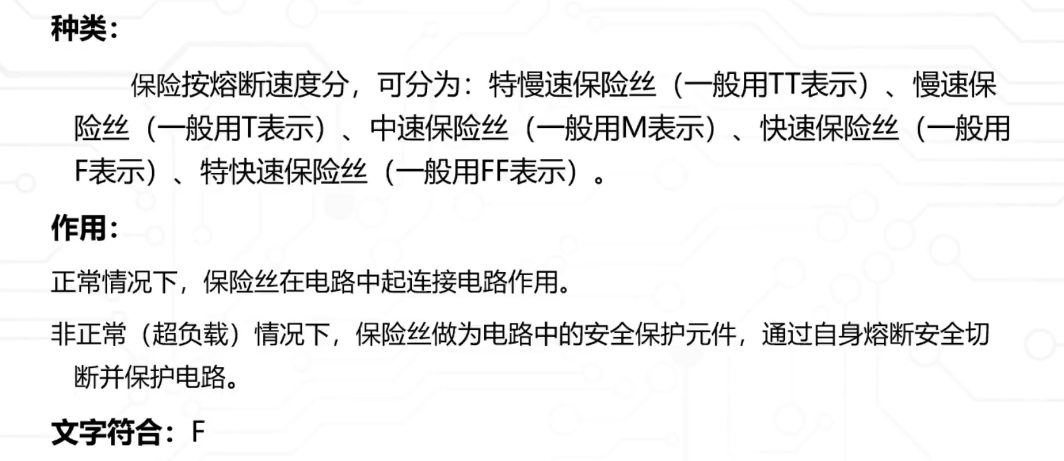 种类：
保险按熔断速度分，可分为：特慢速保险丝（一般用TT表示）、慢速保
险丝（一般用T表示）、中速保险丝（一般用M表示）、快速保险丝（一般用
F表示）、特快速保险丝（一般用FF表示）。
作用：
正常情况下，保险丝在电路中起连接电路作用。
非正常（超负载）情况下，保险丝做为电路中的安全保护元件，通过自身熔断安全切
断并保护电路。
文字符合：F